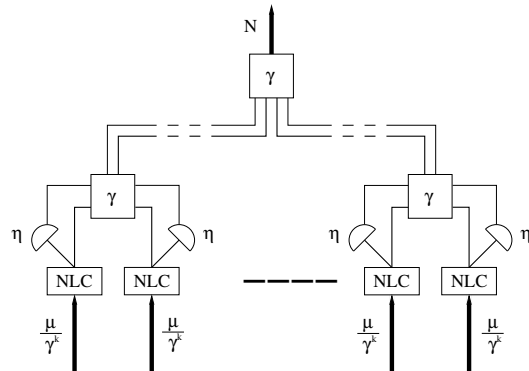 N
γ
γ γ
η η η η
NLC NLC NLC NLC
μ/γ^k μ/γ^k μ/γ^k μ/γ^k